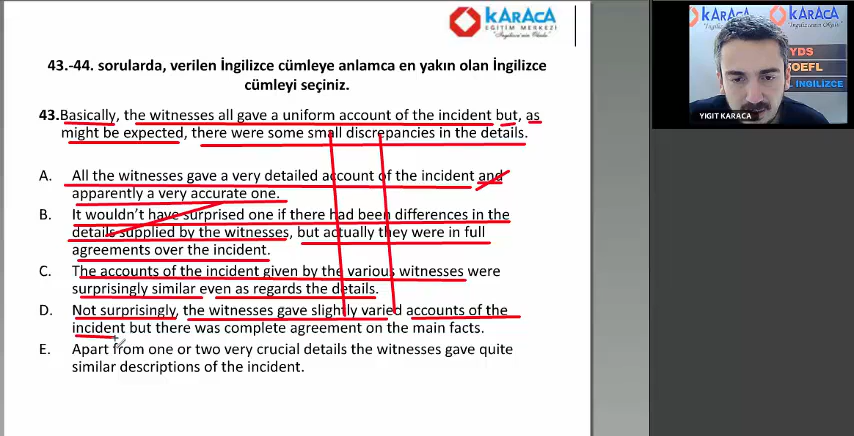 KARACA
EĞİTİM MERKEZİ
"İngilizce'nin Okulu"
43.-44. sorularda, verilen İngilizce cümleye anlamca en yakın olan İngilizce
cümleyi seçiniz.
43.Basically, the witnesses all gave a uniform account of the incident but, as
might be expected, there were some small discrepancies in the details.
A. All the witnesses gave a very detailed account of the incident and
apparently a very accurate one.
B. It wouldn't have surprised one if there had been differences in the
details supplied by the witnesses, but actually they were in full
agreements over the incident.
C. The accounts of the incident given by the various witnesses were
surprisingly similar even as regards the details.
D. Not surprisingly, the witnesses gave slightly varied accounts of the
incident but there was complete agreement on the main facts.
E. Apart from one or two very crucial details the witnesses gave quite
similar descriptions of the incident.
KARACA
KARACA
YDS
OEFL
İNGİLİZCE
YIGIT KARACA